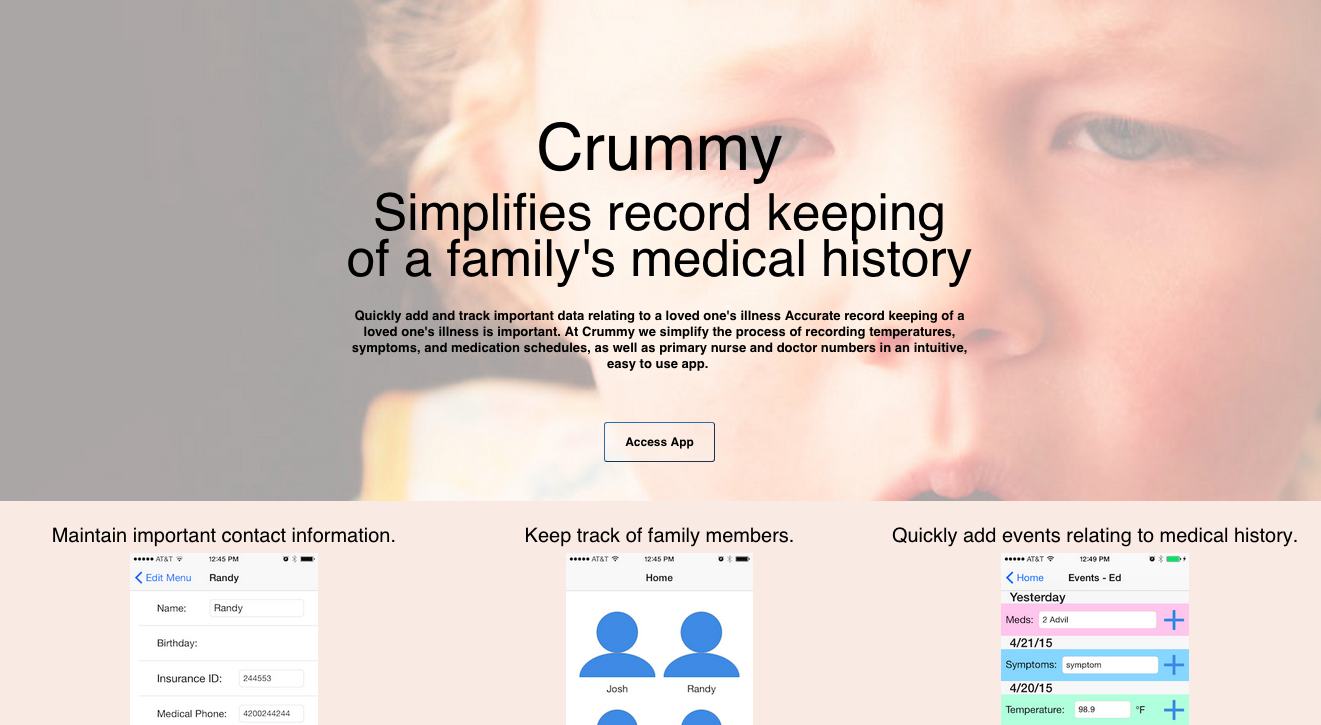 Crummy
Simplifies record keeping
of a family's medical history
Quickly add and track important data relating to a loved one's illness Accurate record keeping of a
loved one's illness is important. At Crummy we simplify the process of recording temperatures,
symptoms, and medication schedules, as well as primary nurse and doctor numbers in an intuitive,
easy to use app.
Access App
Maintain important contact information.
AT&T 12:45 PM
Edit Menu Randy
Name: Randy
Birthday:
Insurance ID: 244553
Medical Phone: 4200244244
Keep track of family members.
AT&T 12:45 PM
Home
Josh Randy
Quickly add events relating to medical history.
AT&T 12:49 PM
Home Events - Ed
Yesterday
Meds: 2 Advil
4/21/15
Symptoms: symptom
4/20/15
Temperature: 98.9 °F